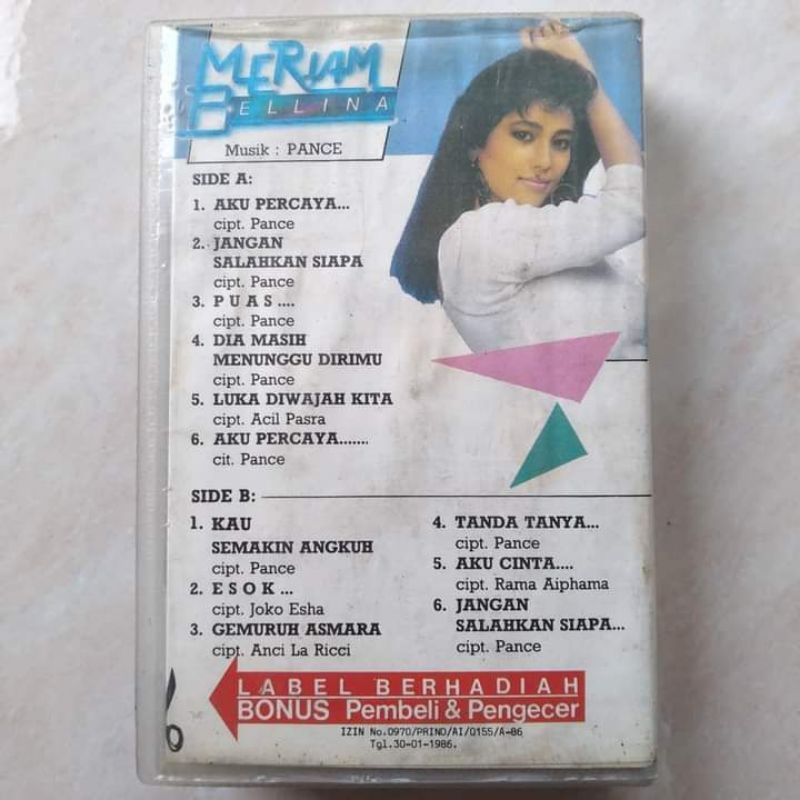 MERIAM
BELLINA
Musik : PANCE
SIDE A:
1. AKU PERCAYA...
cipt. Pance
2. JANGAN
SALAHKAN SIAPA
cipt. Pance
3. P U A S ....
cipt. Pance
4. DIA MASIH
MENUNGGU DIRIMU
cipt. Pance
5. LUKA DIWAJAH KITA
cipt. Acil Pasra
6. AKU PERCAYA.......
cit. Pance
SIDE B:
1. KAU
SEMAKIN ANGKUH
cipt. Pance
2. E S O K ...
cipt. Joko Esha
3. GEMURUH ASMARA
cipt. Anci La Ricci
4. TANDA TANYA...
cipt. Pance
5. AKU CINTA....
cipt. Rama Aiphama
6. JANGAN
SALAHKAN SIAPA...
cipt. Pance
LABEL BERHADIAH
BONUS Pembeli & Pengecer
IZIN No.0970/PRIND/AI/0155/A-86
Tgl.30-01-1986.